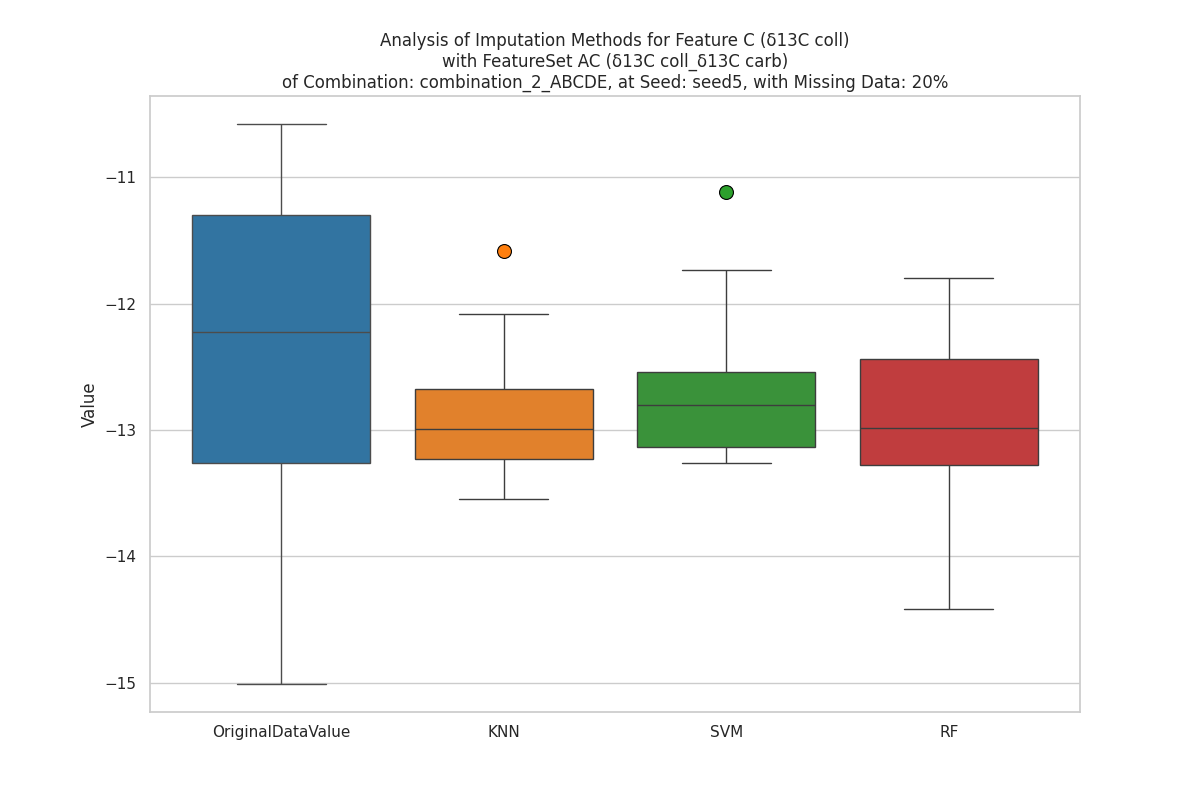 Analysis of Imputation Methods for Feature C (δ13C coll)
with FeatureSet AC (δ13C coll_δ13C carb)
of Combination: combination_2_ABCDE, at Seed: seed5, with Missing Data: 20%
Value
−11
−12
−13
−14
−15
OriginalDataValue
KNN
SVM
RF